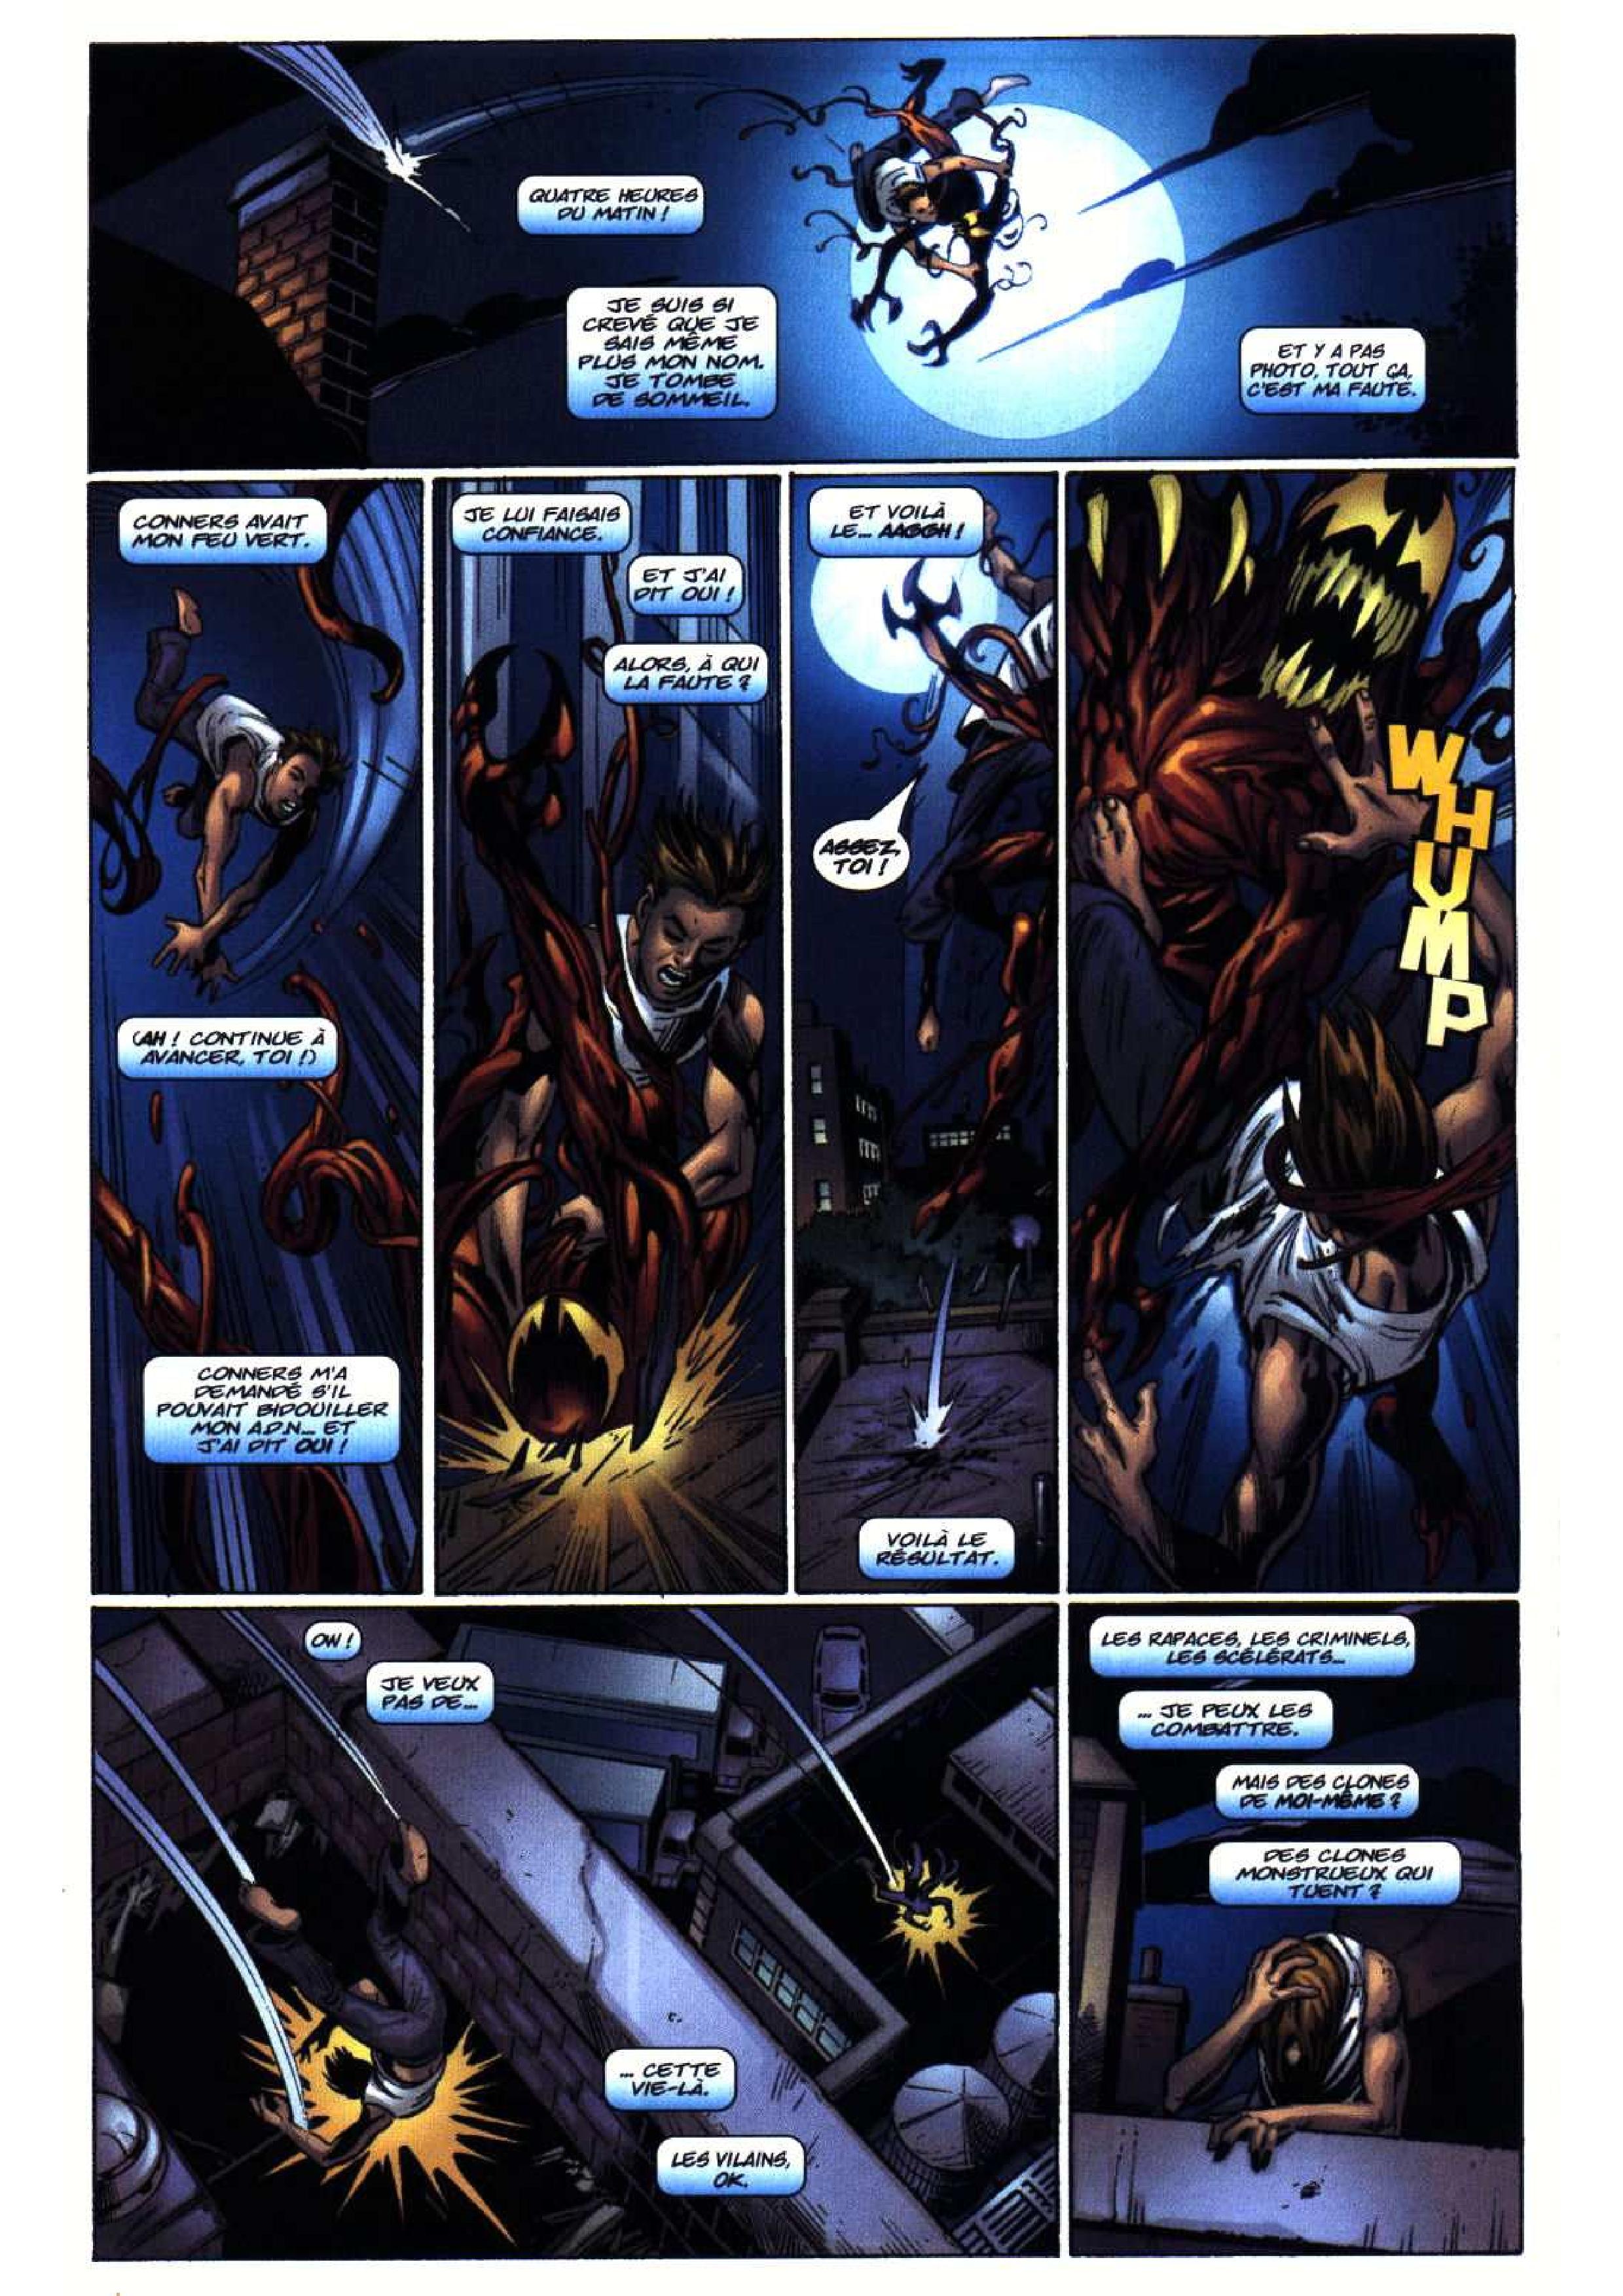 QUATRE HEURES
DU MATIN !
JE SUIS SI
CREVÉ QUE JE
SAIS MÊME
PLUS MON NOM.
JE TOMBE
DE SOMMEIL.
ET Y A PAS
PHOTO, TOUT ÇA,
C'EST MA FAUTE.
CONNERS AVAIT
MON FEU VERT.
(AH ! CONTINUE À
AVANCER, TOI !)
CONNERS M'A
DEMANDÉ S'IL
POUVAIT BIDOUILLER
MON A.D.N... ET
J'AI DIT OUI !
JE LUI FAISAIS
CONFIANCE.
ET J'AI
DIT OUI !
ALORS, À QUI
LA FAUTE ?
ET VOILÀ
LE... AAGGH !
ASSEZ,
TOI !
VOILÀ LE
RÉSULTAT.
WHUMP
OW !
JE VEUX
PAS DE...
... CETTE
VIE-LÀ.
LES VILAINS,
OK.
LES RAPACES, LES CRIMINELS,
LES SCÉLÉRATS...
... JE PEUX LES
COMBATTRE.
MAIS DES CLONES
DE MOI-MÊME ?
DES CLONES
MONSTRUEUX QUI
TUENT ?